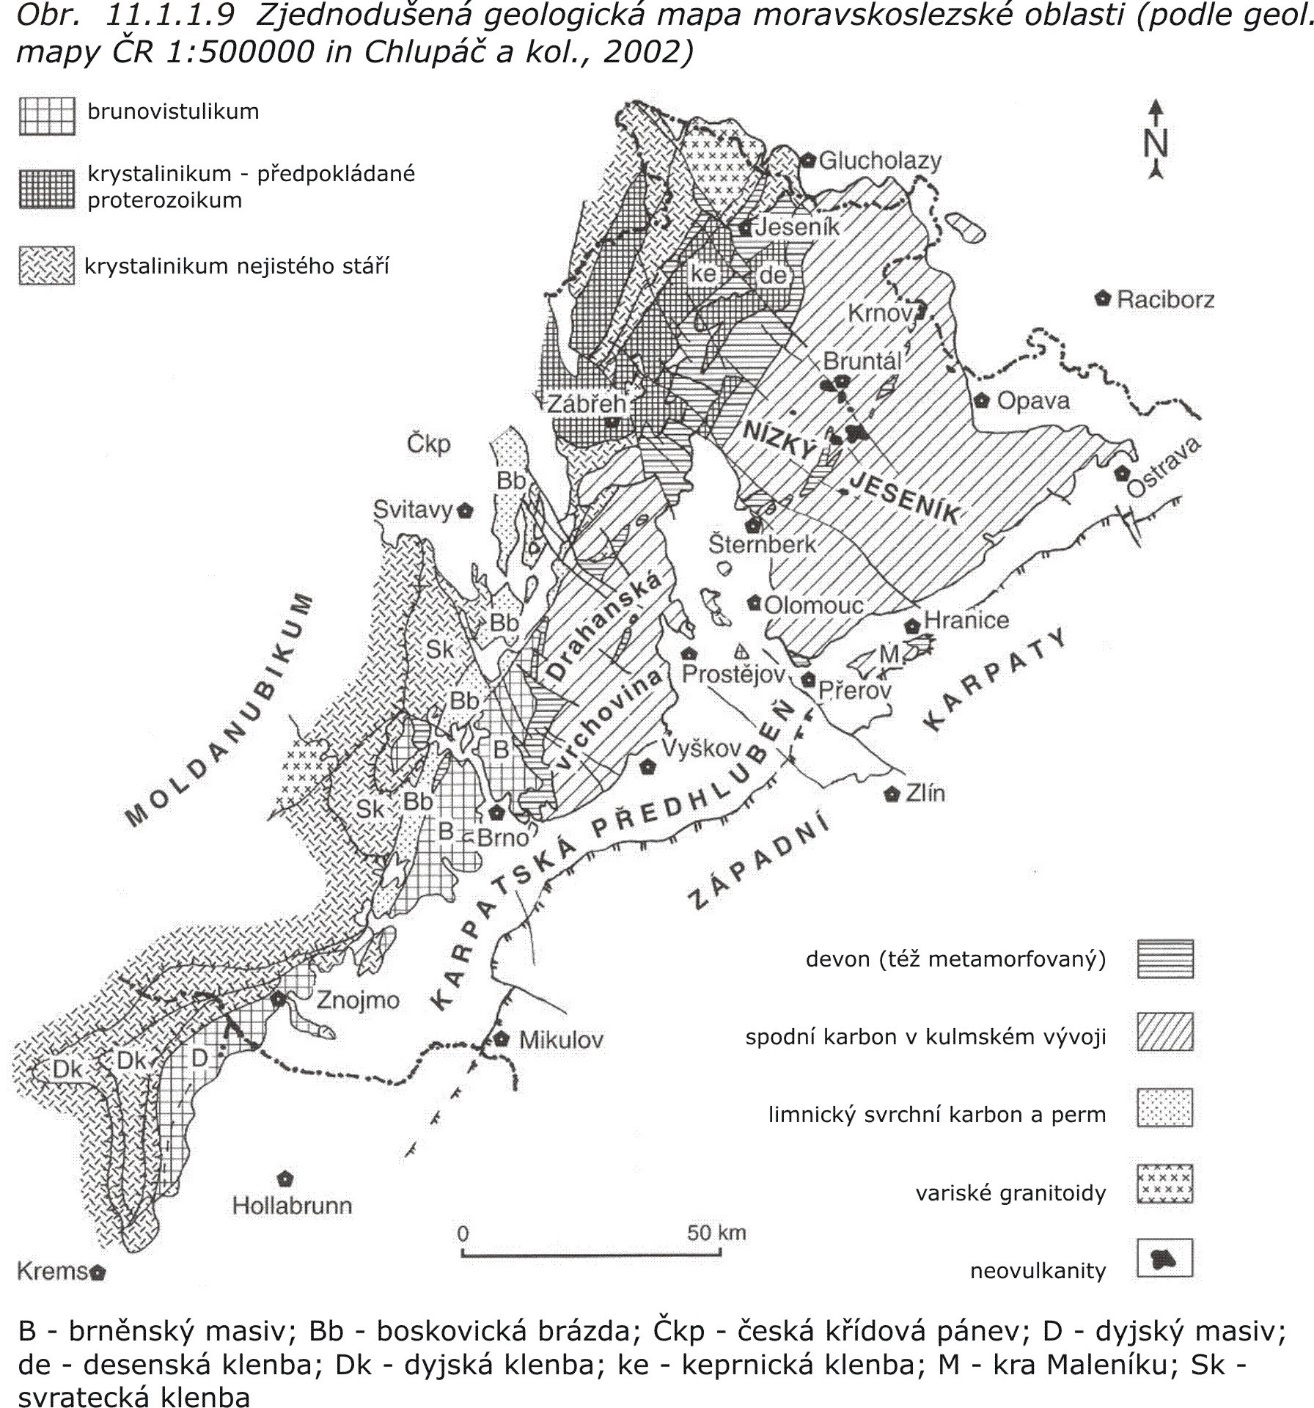 Obr. 11.1.1.9 Zjednodušená geologická mapa moravskoslezské oblasti (podle geol.
mapy ČR 1:500000 in Chlupáč a kol., 2002)
brunovistulikum
krystalinikum - předpokládané
proterozoikum
krystalinikum nejistého stáří
N
Glucholazy
Jeseník
ke
de
Raciborz
Krnov
Bruntál
Opava
Zábřeh
NÍZKÝ
JESENÍK
Čkp
Bb
Ostrava
Svitavy
Šternberk
Olomouc
Hranice
MOLDANUBIKUM
Bb
Sk
Drahanská
vrchovina
M.
Prostějov
Přerov
KARPATY
Bb
B
Vyškov
Zlín
Sk
Bb
B
Brno
KARPATSKÁ PŘEDHLUBEŇ
ZÁPADNÍ
Znojmo
Mikulov
Dk
Dk
D
Hollabrunn
Krems
0
50 km
devon (též metamorfovaný)
spodní karbon v kulmském vývoji
limnický svrchní karbon a perm
variské granitoidy
neovulkanity
B - brněnský masiv; Bb - boskovická brázda; Čkp - česká křídová pánev; D - dyjský masiv;
de - desenská klenba; Dk - dyjská klenba; ke - keprnická klenba; M - kra Maleníku; Sk -
svratecká klenba